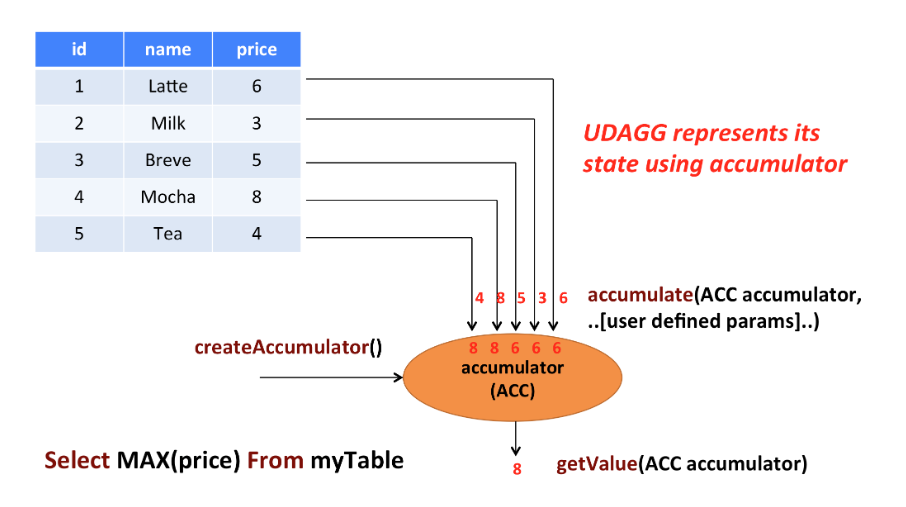 id name price
1 Latte 6
2 Milk 3
3 Breve 5
4 Mocha 8
5 Tea 4
UDAGG represents its
state using accumulator
4 8 5 3 6
accumulate(ACC accumulator,
..[user defined params]..)
createAccumulator()
8 8 6 6 6
accumulator
(ACC)
Select MAX(price) From myTable
8
getValue(ACC accumulator)